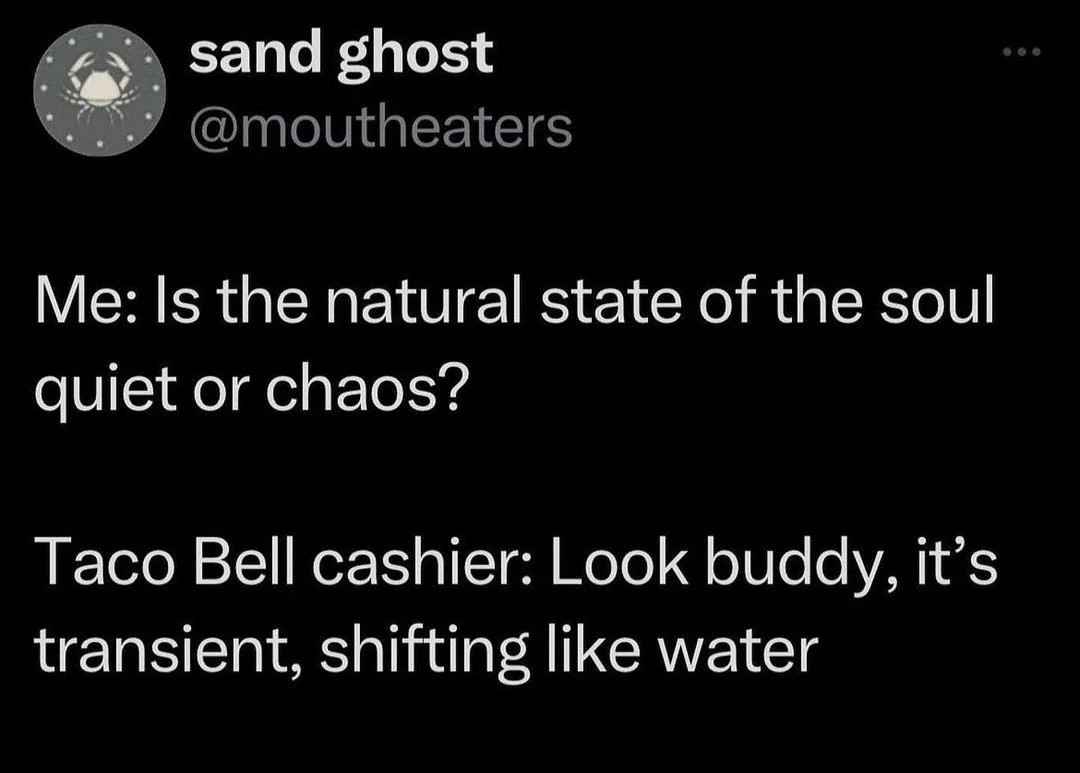 sand ghost
@moutheaters
Me: Is the natural state of the soul
quiet or chaos?
Taco Bell cashier: Look buddy, it’s
transient, shifting like water